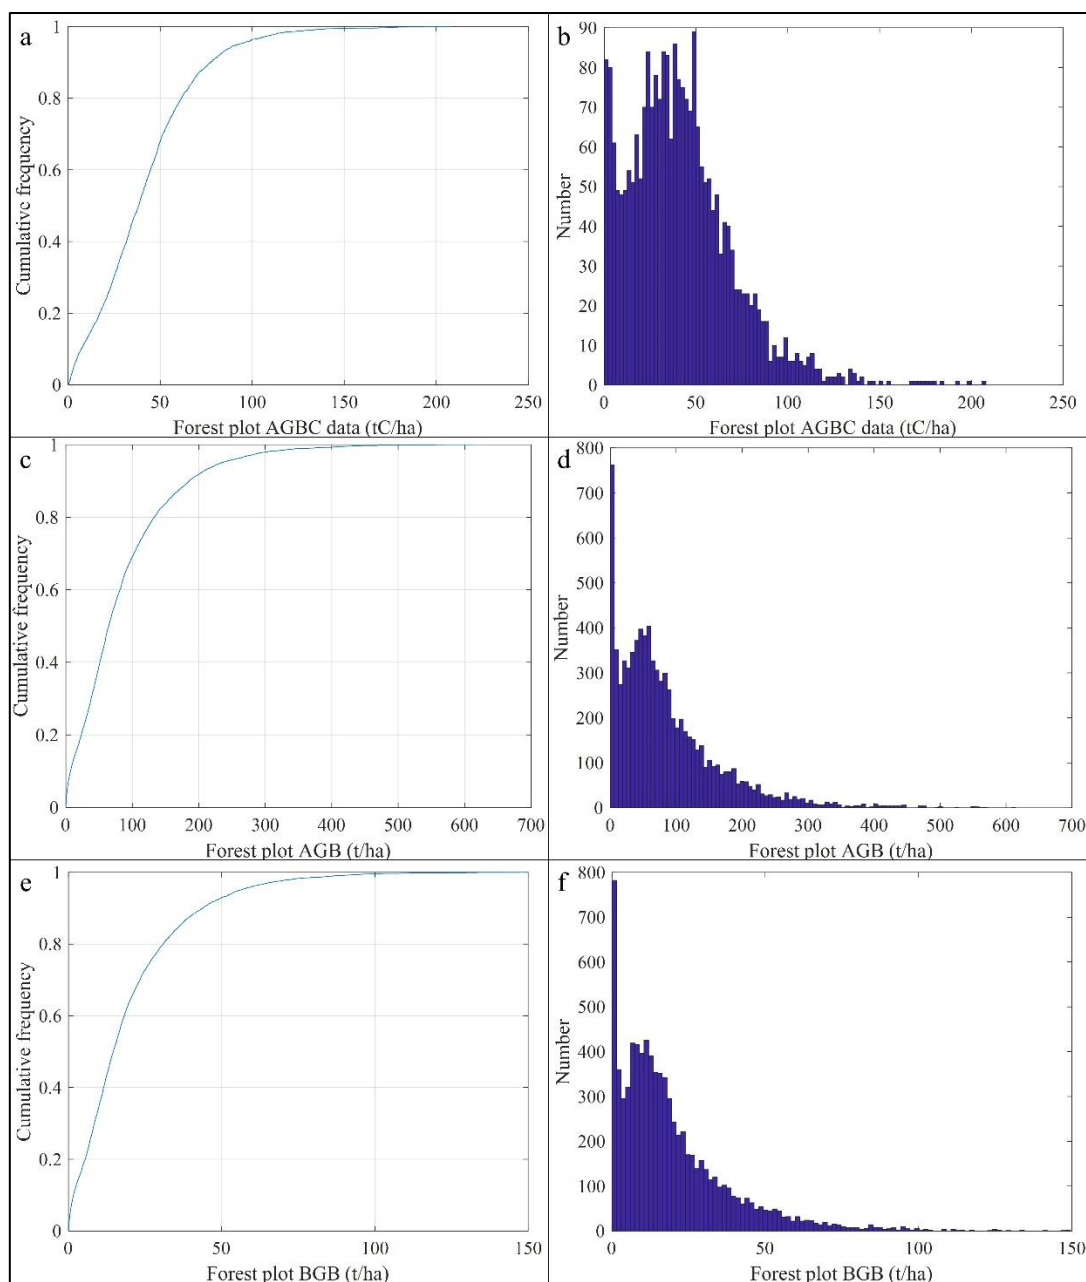 a
1
0.8
0.6
0.4
0.2
0
Cumulative frequency
0 50 100 150 200 250
Forest plot AGBC data (tC/ha)
b
90
80
70
60
50
40
30
20
10
0
Number
0 50 100 150 200 250
Forest plot AGBC data (tC/ha)
c
1
0.8
0.6
0.4
0.2
0
Cumulative frequency
0 100 200 300 400 500 600 700
Forest plot AGB (t/ha)
d
800
700
600
500
400
300
200
100
0
Number
0 100 200 300 400 500 600 700
Forest plot AGB (t/ha)
e
1
0.8
0.6
0.4
0.2
0
Cumulative frequency
0 50 100 150
Forest plot BGB (t/ha)
f
800
700
600
500
400
300
200
100
0
Number
0 50 100 150
Forest plot BGB (t/ha)